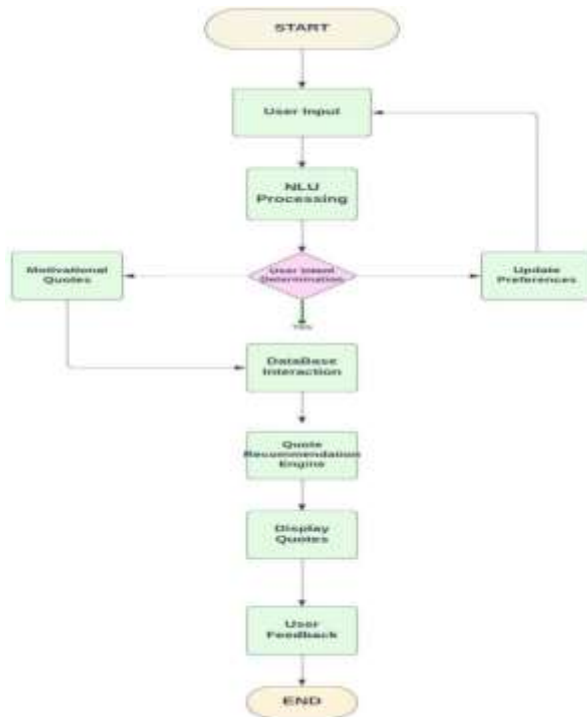 START
User Input
NLU
Processing
Motivational
Quotes
User Intent
Determination
Update
Preferences
Yes
DataBase
Interaction
Quote
Recommendation
Engine
Display
Quotes
User
Feedback
END